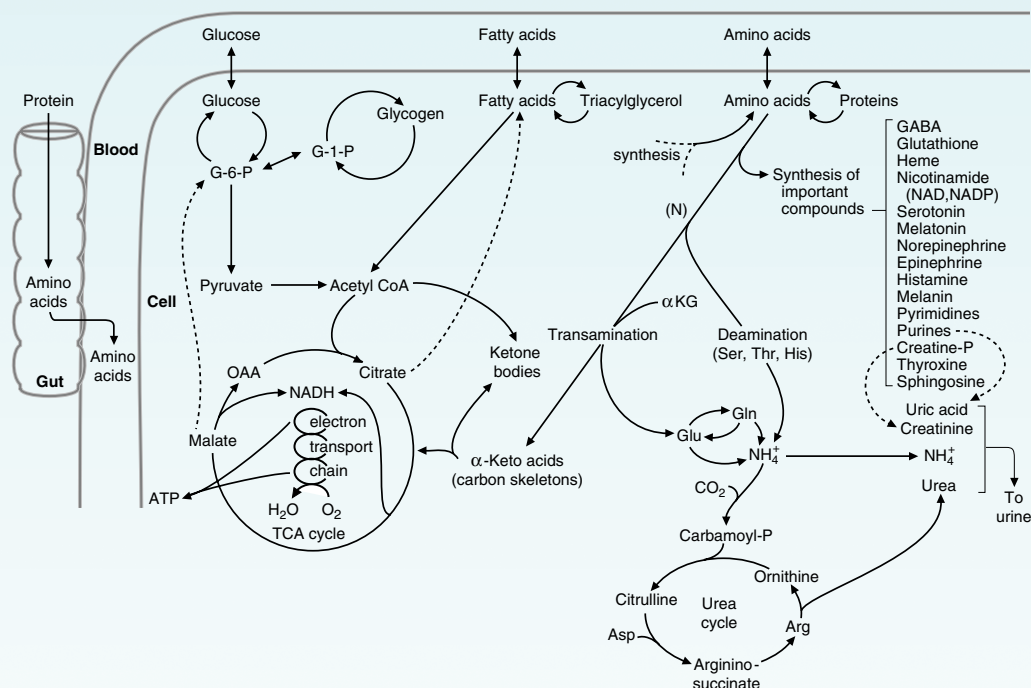 Glucose
Fatty acids
Amino acids
Protein
Glucose
Fatty acids
Triacylglycerol
Amino acids
Proteins
Glycogen
Blood
G-1-P
G-6-P
synthesis
Synthesis of
important
compounds
GABA
Glutathione
Heme
Nicotinamide
(NAD,NADP)
Serotonin
Melatonin
Norepinephrine
Epinephrine
Histamine
Melanin
Pyrimidines
Purines
Creatine-P
Thyroxine
Sphingosine
(N)
Amino
acids
Pyruvate
Acetyl CoA
Cell
αKG
Transamination
Deamination
(Ser, Thr, His)
Amino
acids
Gut
Ketone
bodies
OAA
Citrate
NADH
electron
transport
chain
Malate
ATP
H2O
O2
TCA cycle
α-Keto acids
(carbon skeletons)
Gln
Glu
NH4+
Uric acid
Creatinine
NH4+
Urea
To
urine
CO2
Carbamoyl-P
Ornithine
Citrulline
Urea
cycle
Asp
Arg
Arginino-
succinate